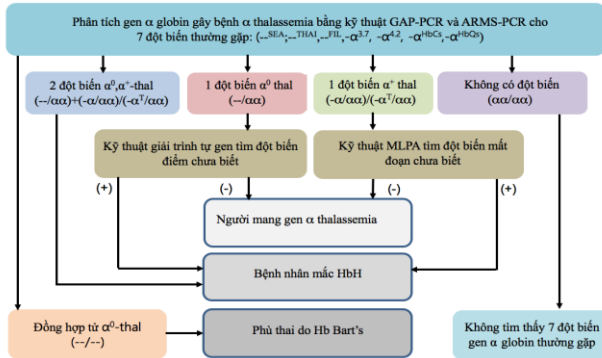 Phân tích gen α globin gây bệnh α thalassemia bằng kỹ thuật GAP-PCR và ARMS-PCR cho
7 đột biến thường gặp: (--ˢᴱᴬ;--ᵀᴴᴬᴵ,--ᶠᴵᴸ,-α³·⁷, -α⁴·², -αᴴᵇᶜˢ,-αᴴᵇQˢ)
2 đột biến α⁰,α⁺-thal
(--/αα)+(-α/αα)/(-αᵀ/αα)
1 đột biến α⁰ thal
(--/αα)
1 đột biến α⁺ thal
(-α/αα)/(-αᵀ/αα)
Không có đột biến
(αα/αα)
Kỹ thuật giải trình tự gen tìm đột biến
điểm chưa biết
Kỹ thuật MLPA tìm đột biến mất
đoạn chưa biết
(+)
(-)
(-)
(+)
Người mang gen α thalassemia
Bệnh nhân mắc HbH
Đồng hợp tử α⁰-thal
(--/--)
Phù thai do Hb Bart's
Không tìm thấy 7 đột biến
gen α globin thường gặp